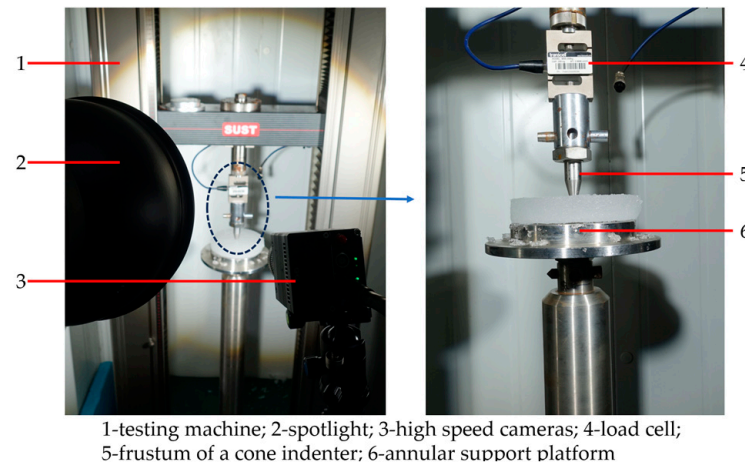 1
2
3
SUST
4
5
6
1-testing machine; 2-spotlight; 3-high speed cameras; 4-load cell;
5-frustum of a cone indenter; 6-annular support platform